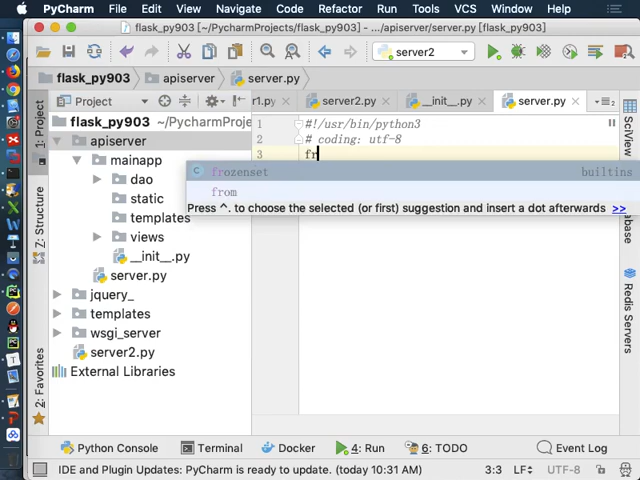 PyCharm File Edit View Navigate Code Refactor Run Tools VCS Window Help
flask_py903 [~/PycharmProjects/flask_py903] - .../apiserver/server.py [flask_py903]
server2
flask_py903 apiserver server.py
1: Project
Z: Structure
2: Favorites
Project
r1.py server2.py __init__.py server.py
flask_py903 [~/PycharmProjects/
apiserver
mainapp
dao
static
templates
views
__init__.py
server.py
jquery_
templates
wsgi_server
server2.py
External Libraries
1 #!/usr/bin/python3
2 # coding: utf-8
3 fr
frozenset builtins
from
Press ^. to choose the selected (or first) suggestion and insert a dot afterwards >>
SciView
Redis Servers
Python Console Terminal 4: Run 6: TODO Event Log
IDE and Plugin Updates: PyCharm is ready to update. (today 10:31 AM) 3:3 LF UTF-8